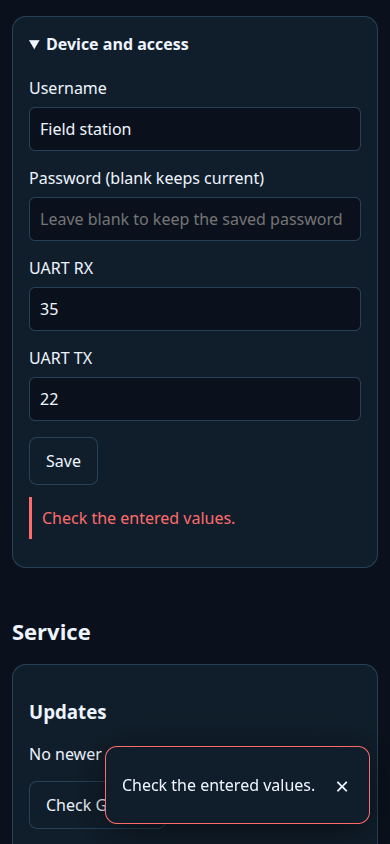 Device and access
Username
Field station
Password (blank keeps current)
Leave blank to keep the saved password
UART RX
35
UART TX
22
Save
Check the entered values.
Service
Updates
No newer
Check
Check the entered values. ×